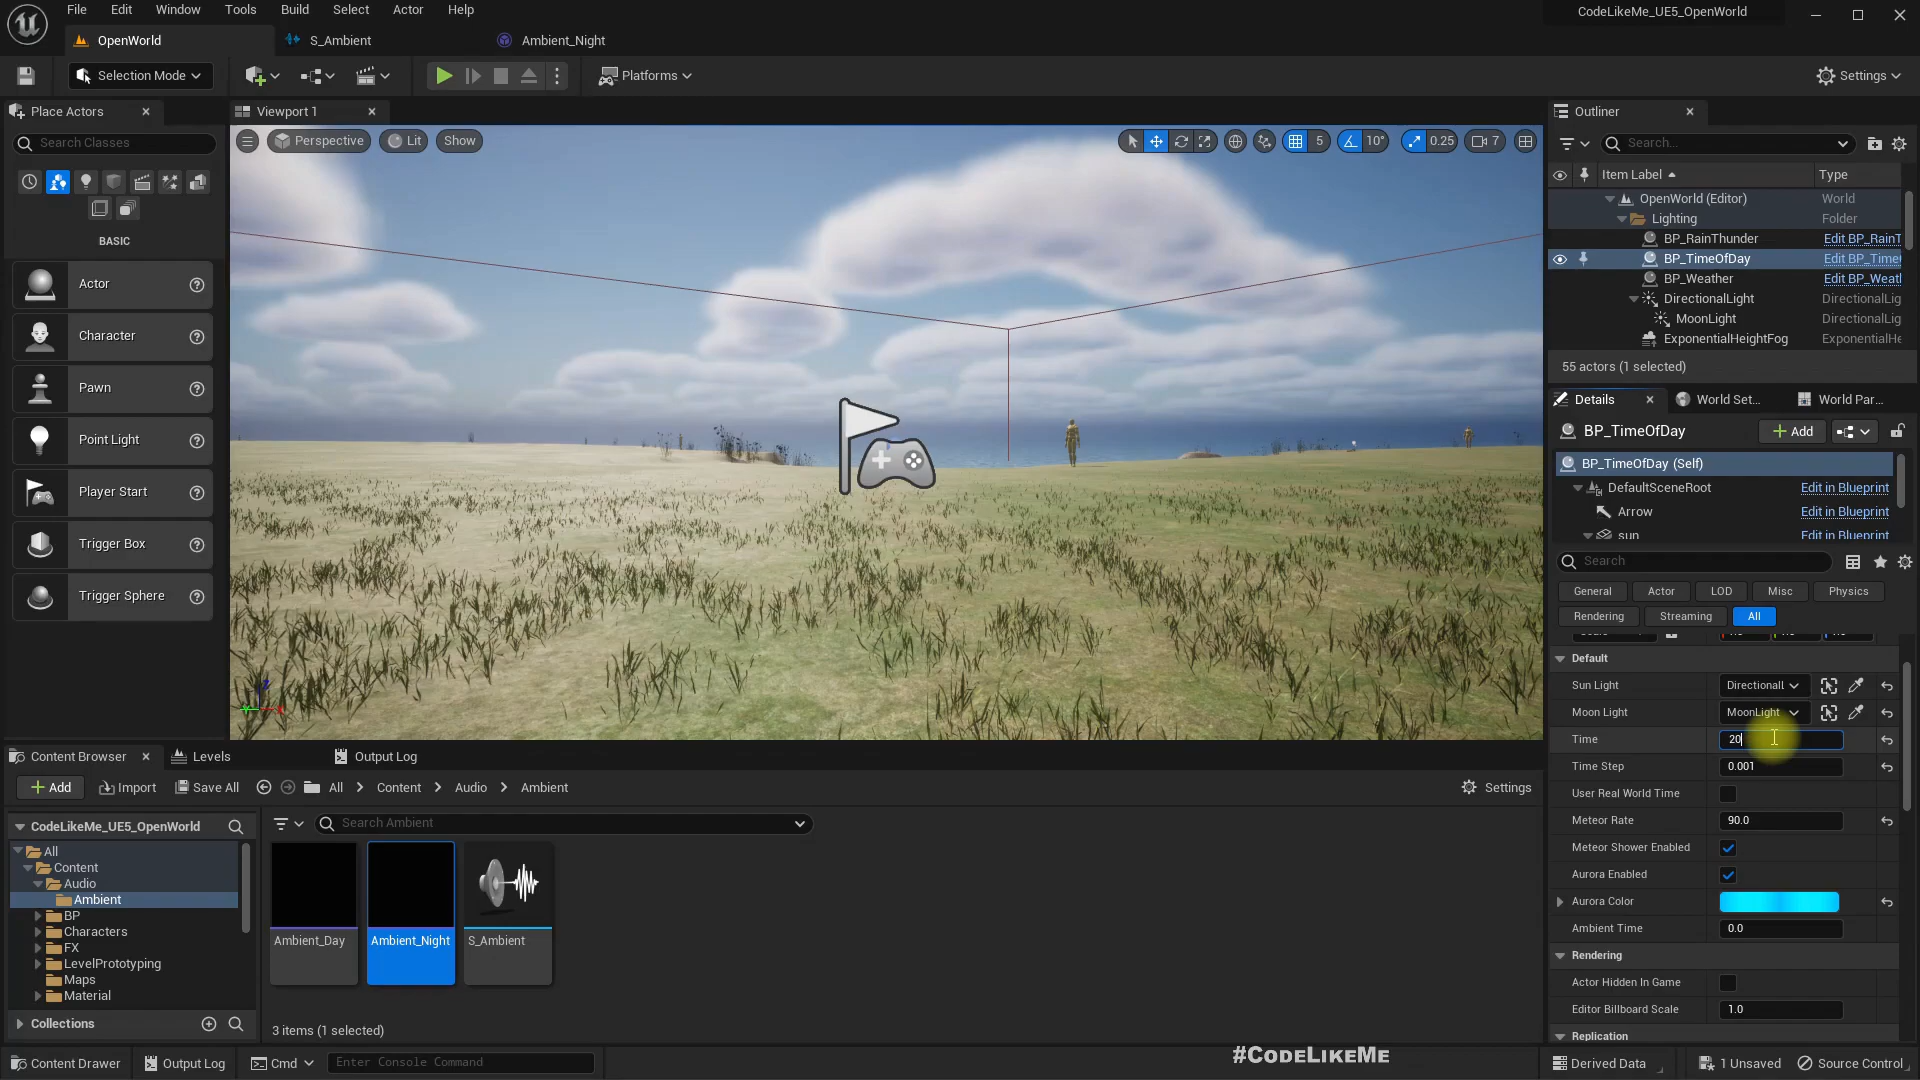 File Edit Window Tools Build Select Actor Help
CodeLikeMe_UE5_OpenWorld
OpenWorld
S_Ambient
Ambient_Night
Selection Mode
Platforms
Settings
Place Actors
Viewport 1
Outliner
Search Classes
Perspective
Lit
Show
5
10°
0.25
7
Search...
Item Label
Type
OpenWorld (Editor) World
Lighting Folder
BP_RainThunder Edit BP_RainT
BP_TimeOfDay Edit BP_Time
BP_Weather Edit BP_Weat
DirectionalLight DirectionalLig
MoonLight DirectionalLig
ExponentialHeightFog ExponentialHe
55 actors (1 selected)
BASIC
Actor
Character
Pawn
Point Light
Player Start
Trigger Box
Trigger Sphere
Details
World Set...
World Par...
BP_TimeOfDay
Add
BP_TimeOfDay (Self)
DefaultSceneRoot Edit in Blueprint
Arrow Edit in Blueprint
sun Edit in Blueprint
Search
General Actor LOD Misc Physics
Rendering Streaming All
Default
Sun Light Directionall
Moon Light MoonLight
Time 20
Time Step 0.001
User Real World Time
Meteor Rate 90.0
Meteor Shower Enabled
Aurora Enabled
Aurora Color
Ambient Time 0.0
Rendering
Actor Hidden In Game
Editor Billboard Scale 1.0
Replication
Content Browser
Levels
Output Log
Add
Import
Save All
All
Content
Audio
Ambient
Settings
CodeLikeMe_UE5_OpenWorld
Search Ambient
All
Content
Audio
Ambient
BP
Characters
FX
LevelPrototyping
Maps
Material
Collections
Ambient_Day
Ambient_Night
S_Ambient
3 items (1 selected)
#CODELIKEME
Content Drawer
Output Log
Cmd
Enter Console Command
Derived Data
1 Unsaved
Source Control